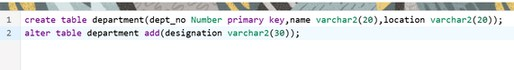 1 create table department(dept_no Number primary key,name varchar2(20),location varchar2(20));
2 alter table department add(designation varchar2(30));